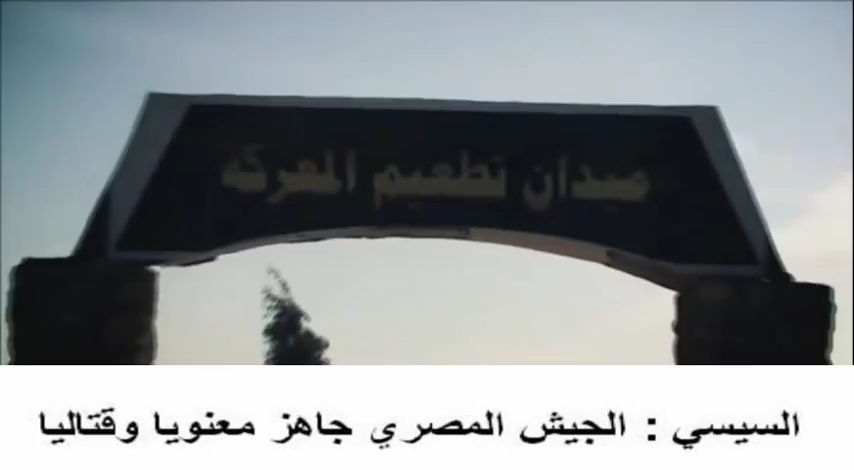 ميدان تطعيم المعركة
السيسي : الجيش المصري جاهز معنويا وقتاليا